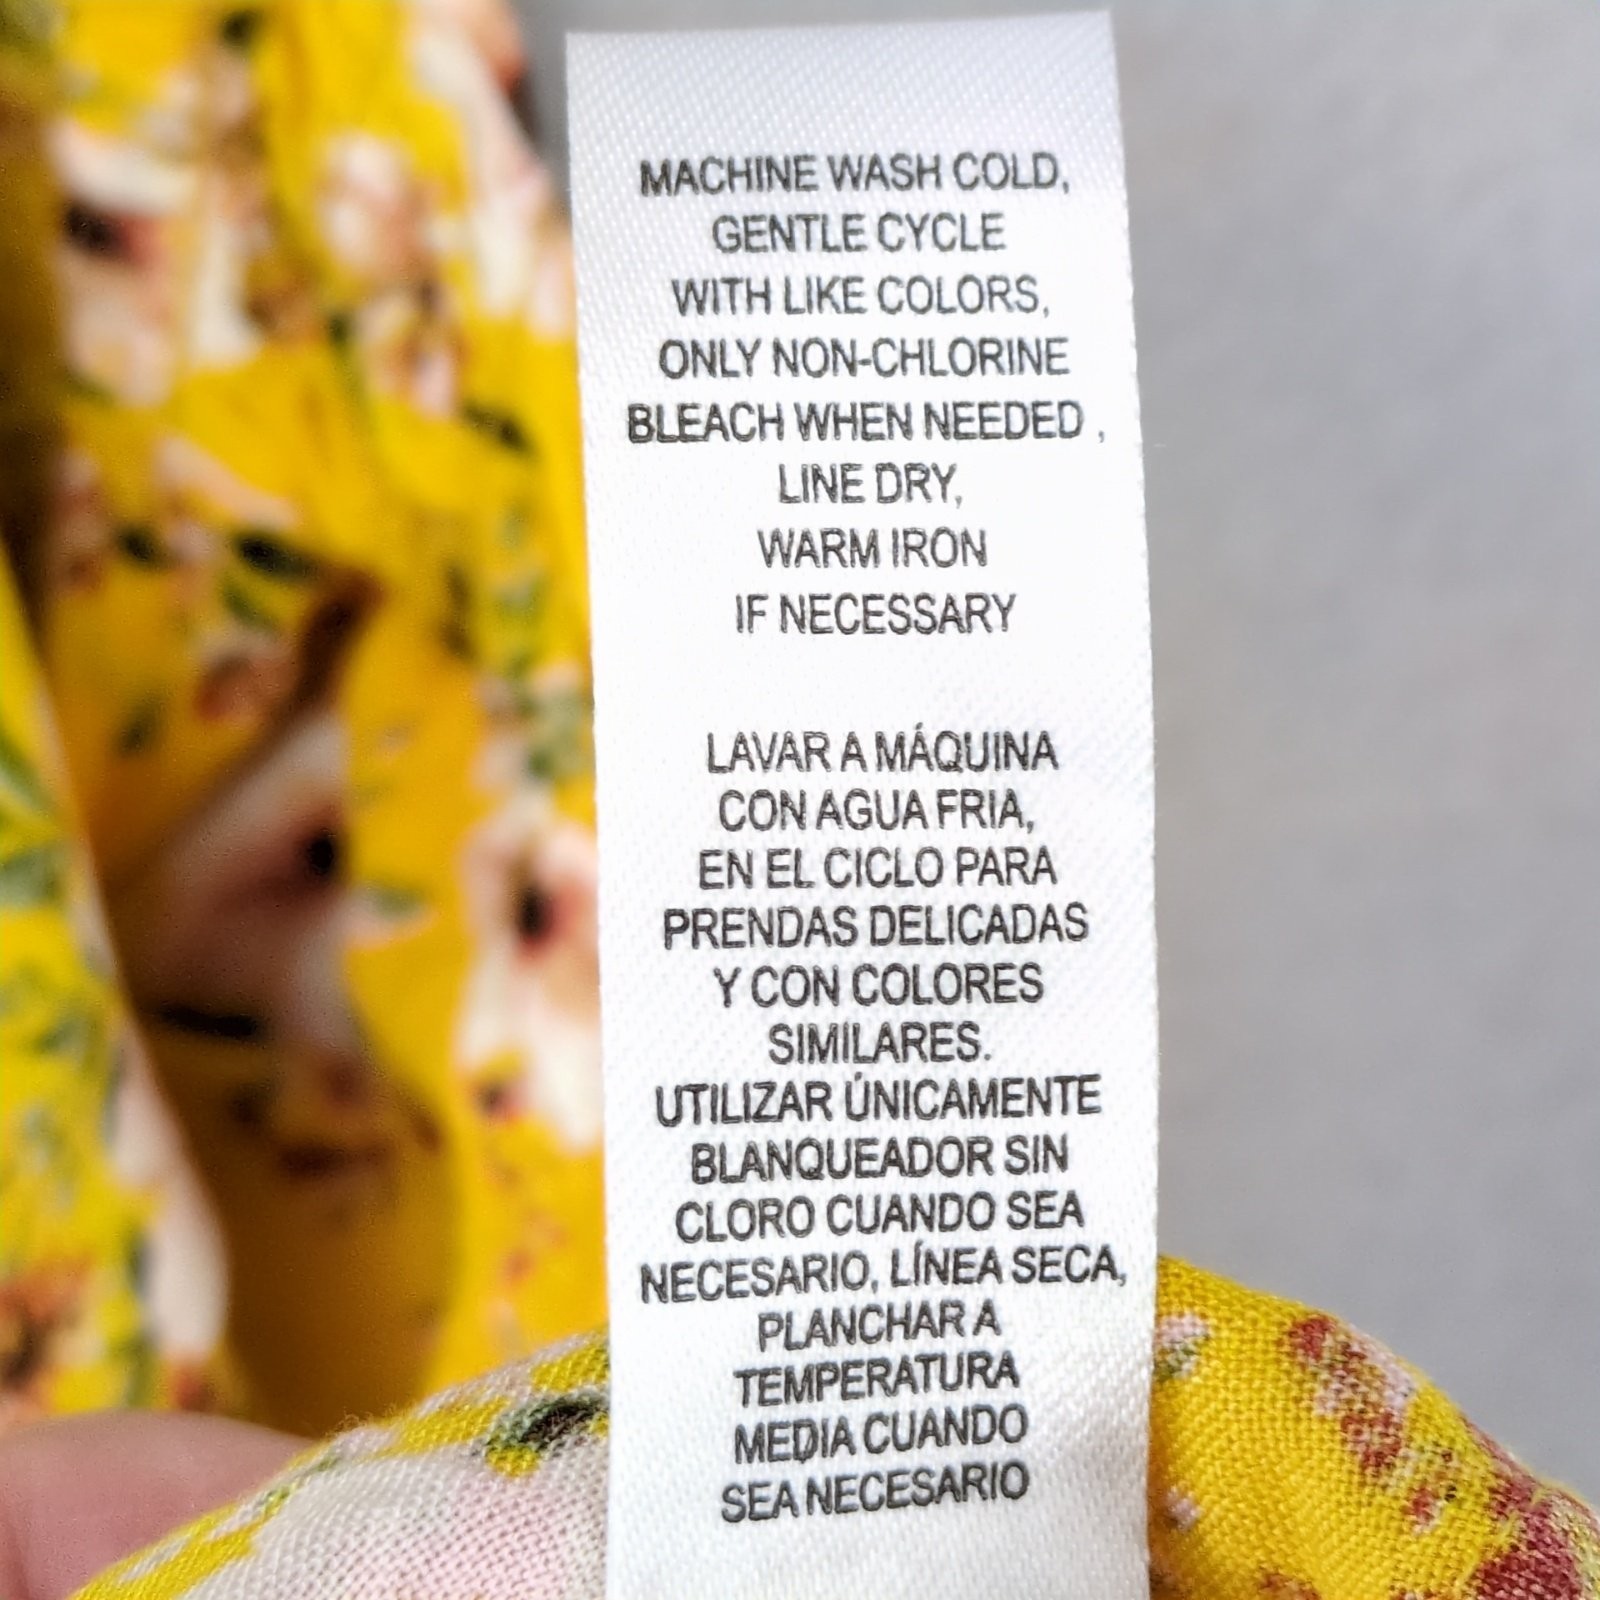 MACHINE WASH COLD,
GENTLE CYCLE
WITH LIKE COLORS,
ONLY NON-CHLORINE
BLEACH WHEN NEEDED ,
LINE DRY,
WARM IRON
IF NECESSARY
LAVAR A MÁQUINA
CON AGUA FRIA,
EN EL CICLO PARA
PRENDAS DELICADAS
Y CON COLORES
SIMILARES.
UTILIZAR ÚNICAMENTE
BLANQUEADOR SIN
CLORO CUANDO SEA
NECESARIO, LÍNEA SECA,
PLANCHAR A
TEMPERATURA
MEDIA CUANDO
SEA NECESARIO